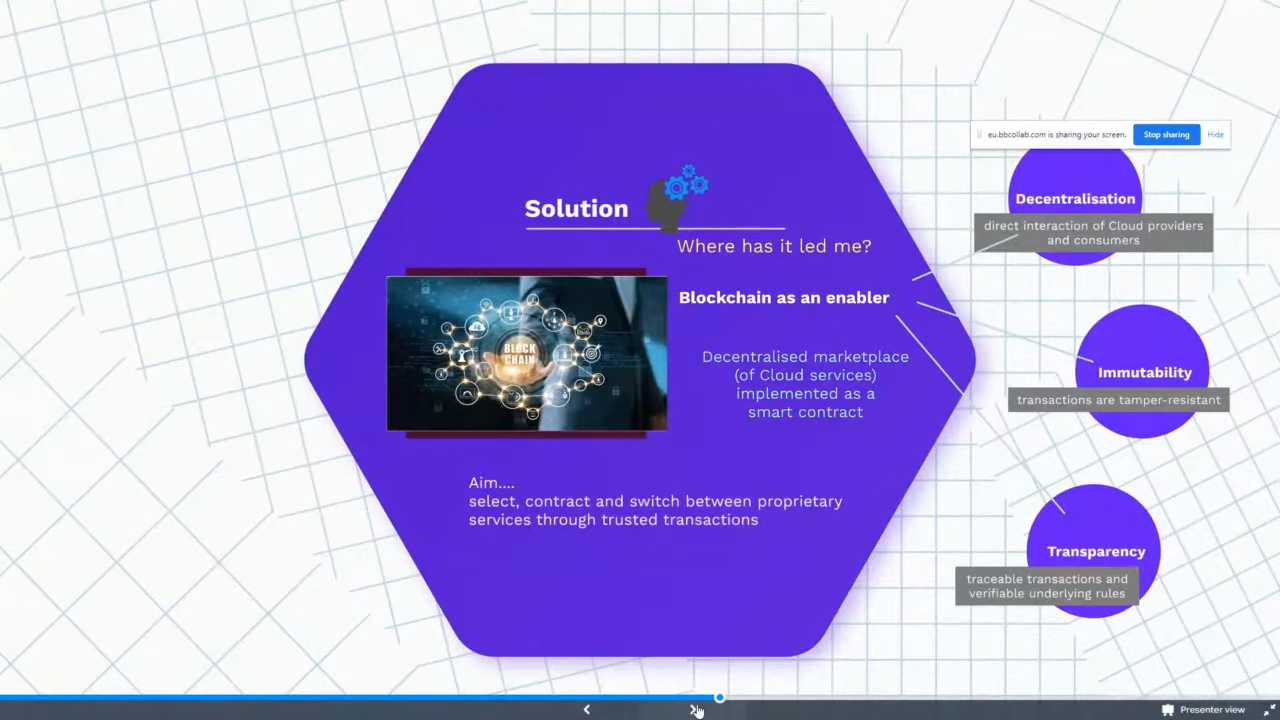 eu.bbcollab.com is sharing your screen.
Stop sharing
Hide
Solution
Where has it led me?
Blockchain as an enabler
BLOCK
CHAIN
Decentralised marketplace
(of Cloud services)
implemented as a
smart contract
Aim....
select, contract and switch between proprietary
services through trusted transactions
Decentralisation
direct interaction of Cloud providers
and consumers
Immutability
transactions are tamper-resistant
Transparency
traceable transactions and
verifiable underlying rules
Presenter view